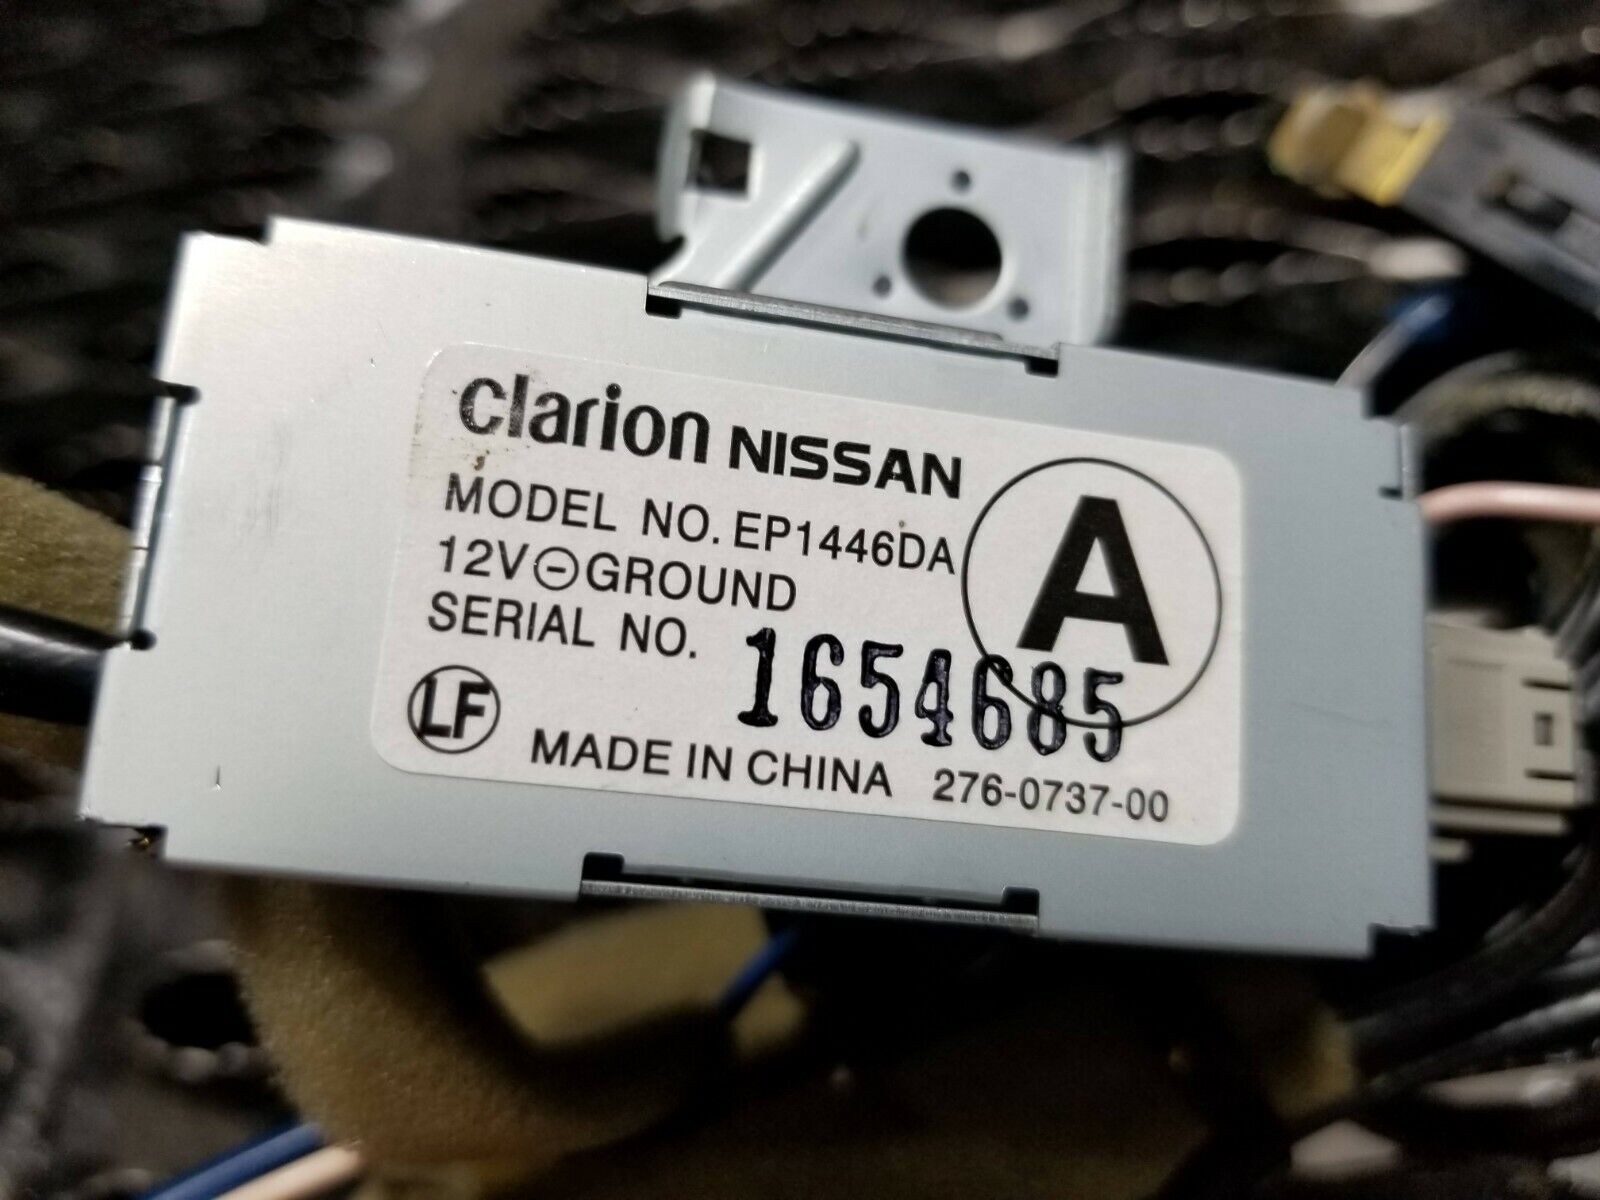 clarion NISSAN
MODEL NO. EP1446DA
12V⊖GROUND
SERIAL NO. 1654685
A
LF
MADE IN CHINA 276-0737-00